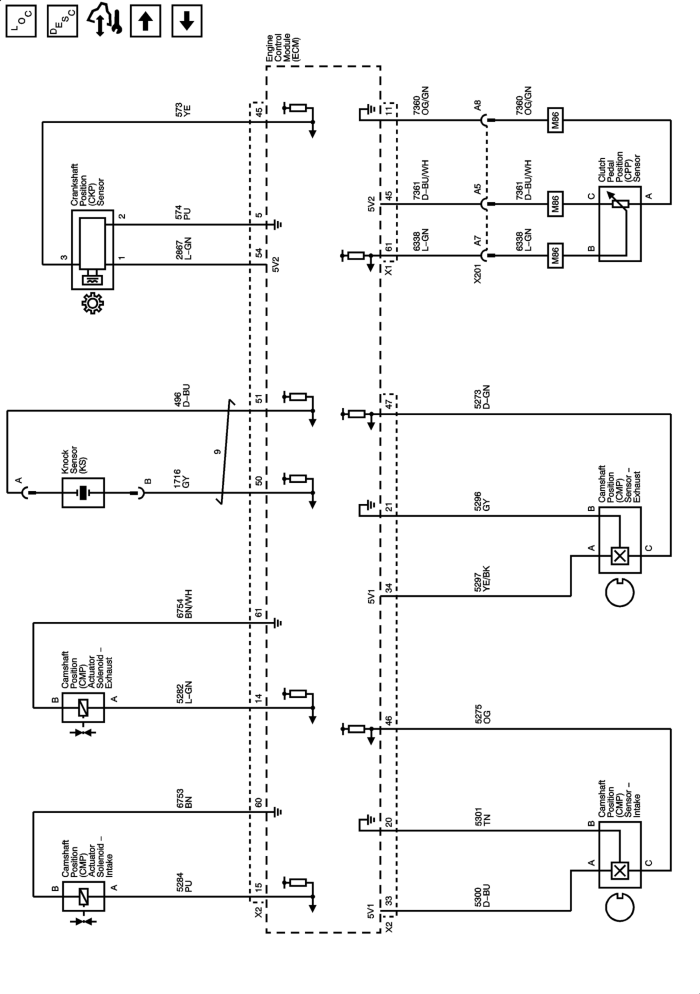 LOC
DESC
Engine
Control
Module
(ECM)
573
YE
45
Crankshaft
Position
(CKP)
Sensor
3
2
1
574
PU
5
2867
L-GN
54
5V2
496
D-BU
51
Knock
Sensor
(KS)
A
B
9
1716
GY
50
6754
BN/WH
61
Camshaft
Position
(CMP)
Actuator
Solenoid –
Exhaust
B
A
5282
L-GN
14
6753
BN
60
Camshaft
Position
(CMP)
Actuator
Solenoid –
Intake
B
A
5284
PU
15
X2
11
7360
OG/GN
A8
7360
OG/GN
M86
5V2
45
7361
D-BU/WH
A5
7361
D-BU/WH
M86
61
X1
6338
L-GN
A7
X201
6338
L-GN
M86
Clutch
Pedal
Position
(CPP)
Sensor
C
A
B
47
5273
D-GN
21
5296
GY
5V1
34
5297
YE/BK
Camshaft
Position
(CMP)
Sensor –
Exhaust
B
A
C
46
5275
OG
20
5301
TN
5V1
33
X2
5300
D-BU
Camshaft
Position
(CMP)
Sensor –
Intake
B
A
C